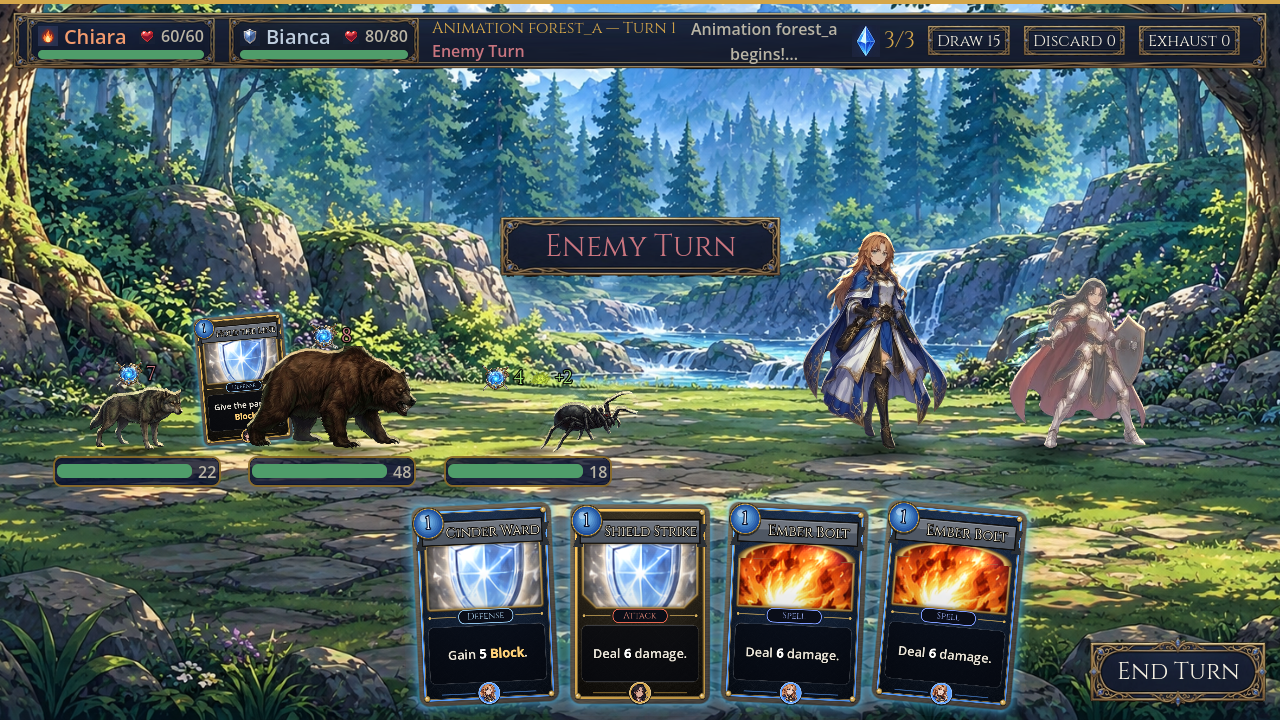 Chiara 60/60
Bianca 80/80
Animation forest_a — Turn 1
Enemy Turn
Animation forest_a
begins!...
3/3
Draw 15
Discard 0
Exhaust 0
Enemy Turn
7
8
4 +2
1
Defense
Give the
Block
22
48
18
1 Cinder Ward
Defense
Gain 5 Block.
1 Shield Strike
Attack
Deal 6 damage.
1 Ember Bolt
Spell
Deal 6 damage.
1 Ember Bolt
Spell
Deal 6 damage.
End Turn